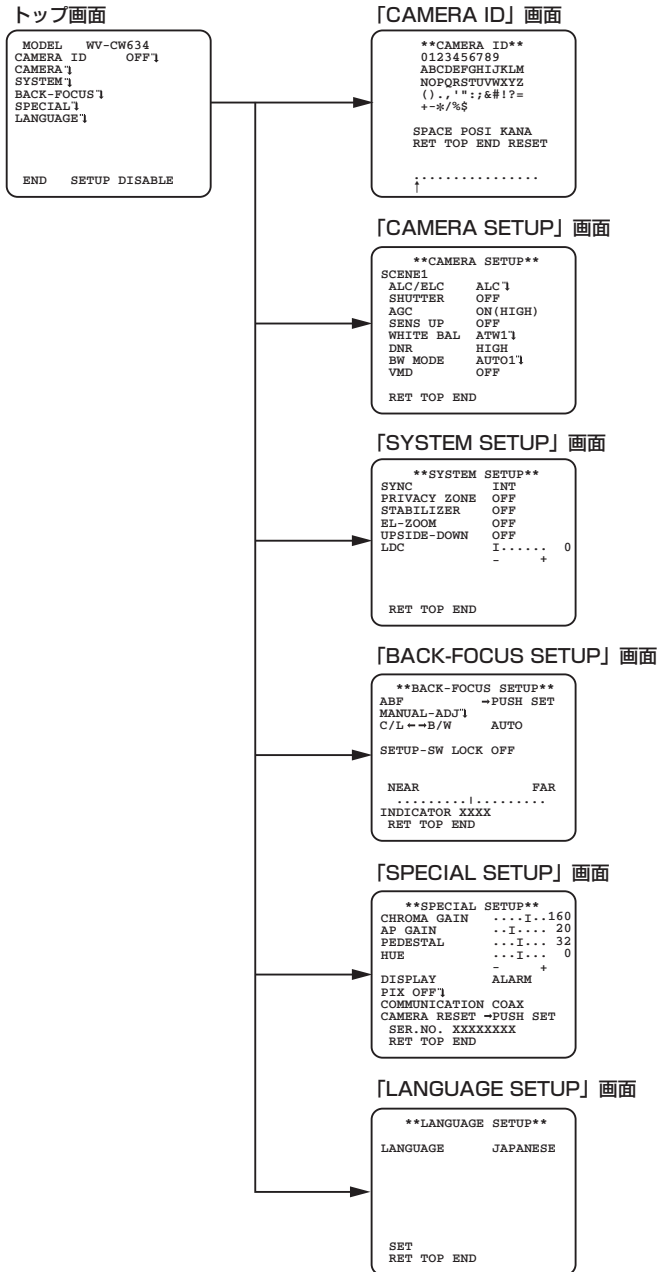 トップ画面
MODEL WV-CW634
CAMERA ID OFF↴
CAMERA↴
SYSTEM↴
BACK-FOCUS↴
SPECIAL↴
LANGUAGE↴
END SETUP DISABLE
「CAMERA ID」画面
**CAMERA ID**
0123456789
ABCDEFGHIJKLM
NOPQRSTUVWXYZ
().,'":;&#!?=
+-*/%$
SPACE POSI KANA
RET TOP END RESET
................
↑
「CAMERA SETUP」画面
**CAMERA SETUP**
SCENE1
ALC/ELC ALC↴
SHUTTER OFF
AGC ON(HIGH)
SENS UP OFF
WHITE BAL ATW1↴
DNR HIGH
BW MODE AUTO1↴
VMD OFF
RET TOP END
「SYSTEM SETUP」画面
**SYSTEM SETUP**
SYNC INT
PRIVACY ZONE OFF
STABILIZER OFF
EL-ZOOM OFF
UPSIDE-DOWN OFF
LDC I...... 0
- +
RET TOP END
「BACK-FOCUS SETUP」画面
**BACK-FOCUS SETUP**
ABF →PUSH SET
MANUAL-ADJ↴
C/L←→B/W AUTO
SETUP-SW LOCK OFF
NEAR FAR
.........I.........
INDICATOR XXXX
RET TOP END
「SPECIAL SETUP」画面
**SPECIAL SETUP**
CHROMA GAIN ....I..160
AP GAIN ..I.... 20
PEDESTAL ...I... 32
HUE ...I... 0
- +
DISPLAY ALARM
PIX OFF↴
COMMUNICATION COAX
CAMERA RESET →PUSH SET
SER.NO. XXXXXXXX
RET TOP END
「LANGUAGE SETUP」画面
**LANGUAGE SETUP**
LANGUAGE JAPANESE
SET
RET TOP END